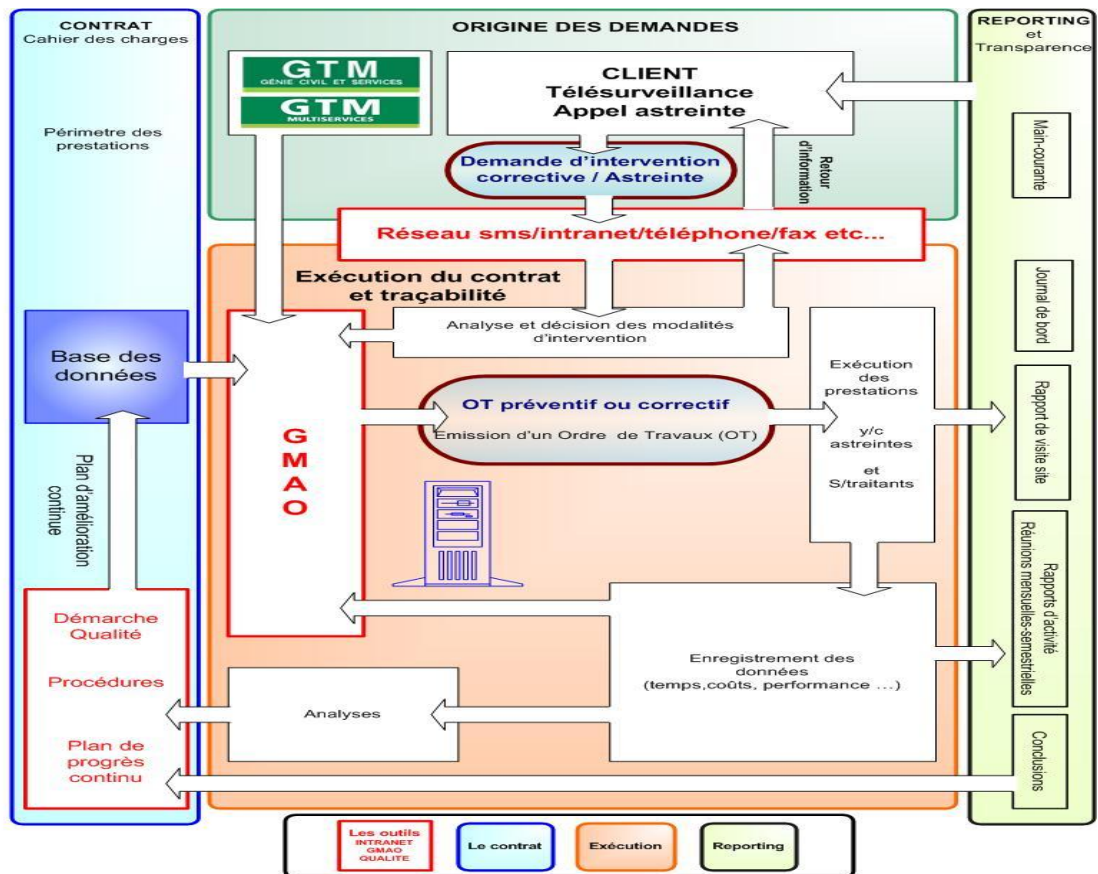 CONTRAT
Cahier des charges
Périmetre des
prestations
Base des
données
Plan d'amélioration
continue
Démarche
Qualité
Procédures
Plan de
progrès
continu
ORIGINE DES DEMANDES
GTM
GÉNIE CIVIL ET SERVICES
GTM
MULTISERVICES
CLIENT
Télésurveillance
Appel astreinte
Demande d'intervention
corrective / Astreinte
Retour
d'information
Réseau sms/intranet/téléphone/fax etc...
Exécution du contrat
et traçabilité
Analyse et décision des modalités
d'intervention
G
M
A
O
OT préventif ou correctif
Emission d'un Ordre de Travaux (OT)
Exécution
des
prestations
y/c
astreintes
et
S/traitants
Enregistrement des
données
(temps,coûts, performance ...)
Analyses
REPORTING
et
Transparence
Main-courante
Journal de bord
Rapport de visite site
Rapports d'activité
Réunions mensuelles-semestrielles
Conclusions
Les outils
INTRANET
GMAO
QUALITE
Le contrat
Exécution
Reporting